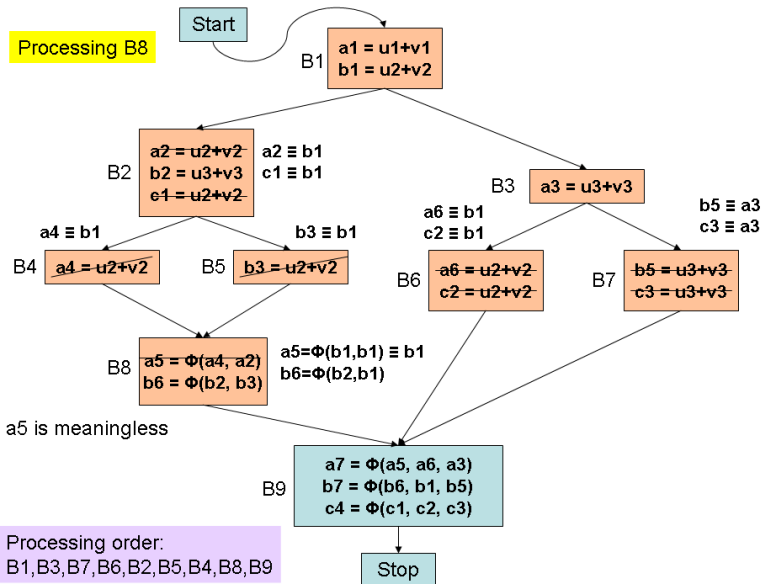 Start
Processing B8
B1
a1 = u1+v1
b1 = u2+v2
B2
a2 = u2+v2
b2 = u3+v3
c1 = u2+v2
a2 ≡ b1
c1 ≡ b1
B3
a3 = u3+v3
a4 ≡ b1
b3 ≡ b1
a6 ≡ b1
c2 ≡ b1
b5 ≡ a3
c3 ≡ a3
B4
a4 = u2+v2
B5
b3 = u2+v2
B6
a6 = u2+v2
c2 = u2+v2
B7
b5 = u3+v3
c3 = u3+v3
B8
a5 = Φ(a4, a2)
b6 = Φ(b2, b3)
a5=Φ(b1,b1) ≡ b1
b6=Φ(b2,b1)
a5 is meaningless
B9
a7 = Φ(a5, a6, a3)
b7 = Φ(b6, b1, b5)
c4 = Φ(c1, c2, c3)
Processing order:
B1,B3,B7,B6,B2,B5,B4,B8,B9
Stop